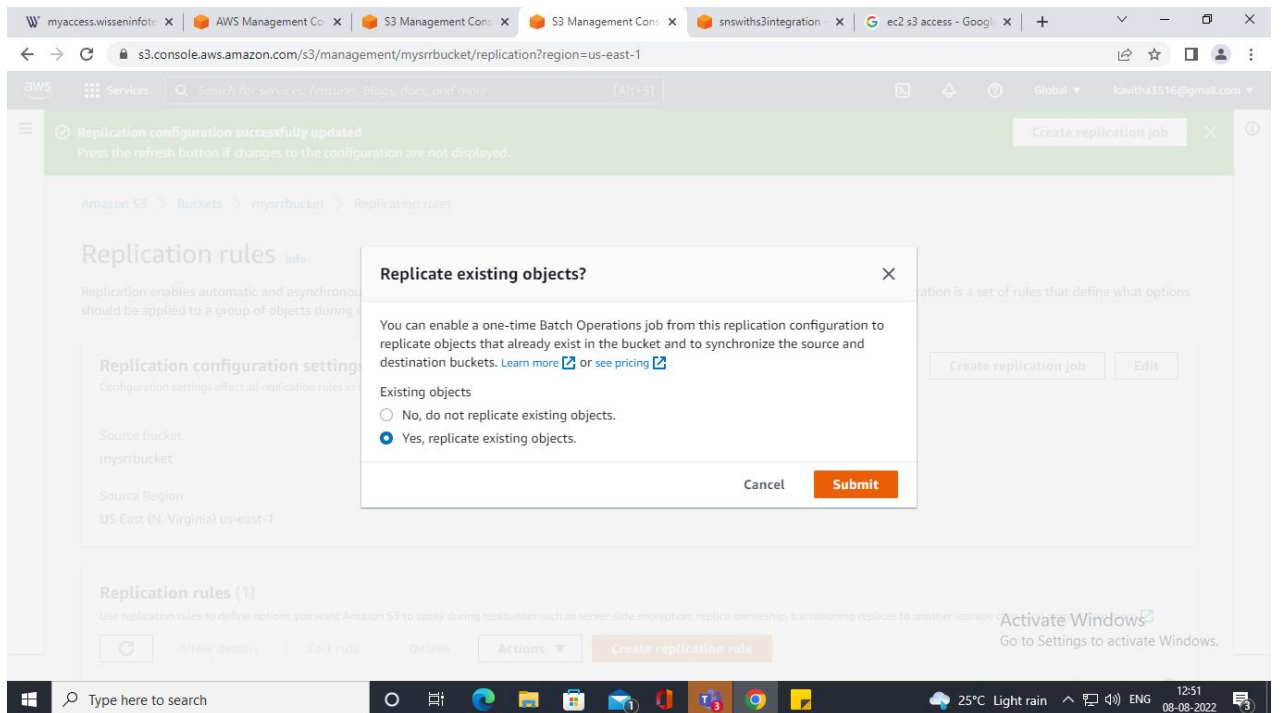 myaccess.wisseninfote
AWS Management Co
S3 Management Cons
S3 Management Cons
snswiths3integration -
ec2 s3 access - Googl
s3.console.aws.amazon.com/s3/management/mysrrbucket/replication?region=us-east-1
aws
Services
Search for services, features, blogs, docs, and more
[Alt+S]
Global
kavitha3516@gmail.com
Replication configuration successfully updated
Press the refresh button if changes to the configuration are not displayed.
Create replication job
Amazon S3 > Buckets > mysrrbucket > Replication rules
Replication rules Info
Replication enables automatic and asynchronou
ation is a set of rules that define what options
should be applied to a group of objects during
Replicate existing objects?
You can enable a one-time Batch Operations job from this replication configuration to
replicate objects that already exist in the bucket and to synchronize the source and
destination buckets. Learn more or see pricing
Existing objects
No, do not replicate existing objects.
Yes, replicate existing objects.
Cancel
Submit
Replication configuration setting
Configuration settings affect all replication rules in
Create replication job
Edit
Source bucket
mysrrbucket
Source Region
US East (N. Virginia) us-east-1
Replication rules (1)
Use replication rules to define options you want Amazon S3 to apply during replication such as server-side encryption, replica ownership, transitioning replicas to another storage
View details
Edit rule
Delete
Actions
Create replication rule
Activate Windows
Go to Settings to activate Windows.
Type here to search
25°C Light rain
ENG
12:51
08-08-2022